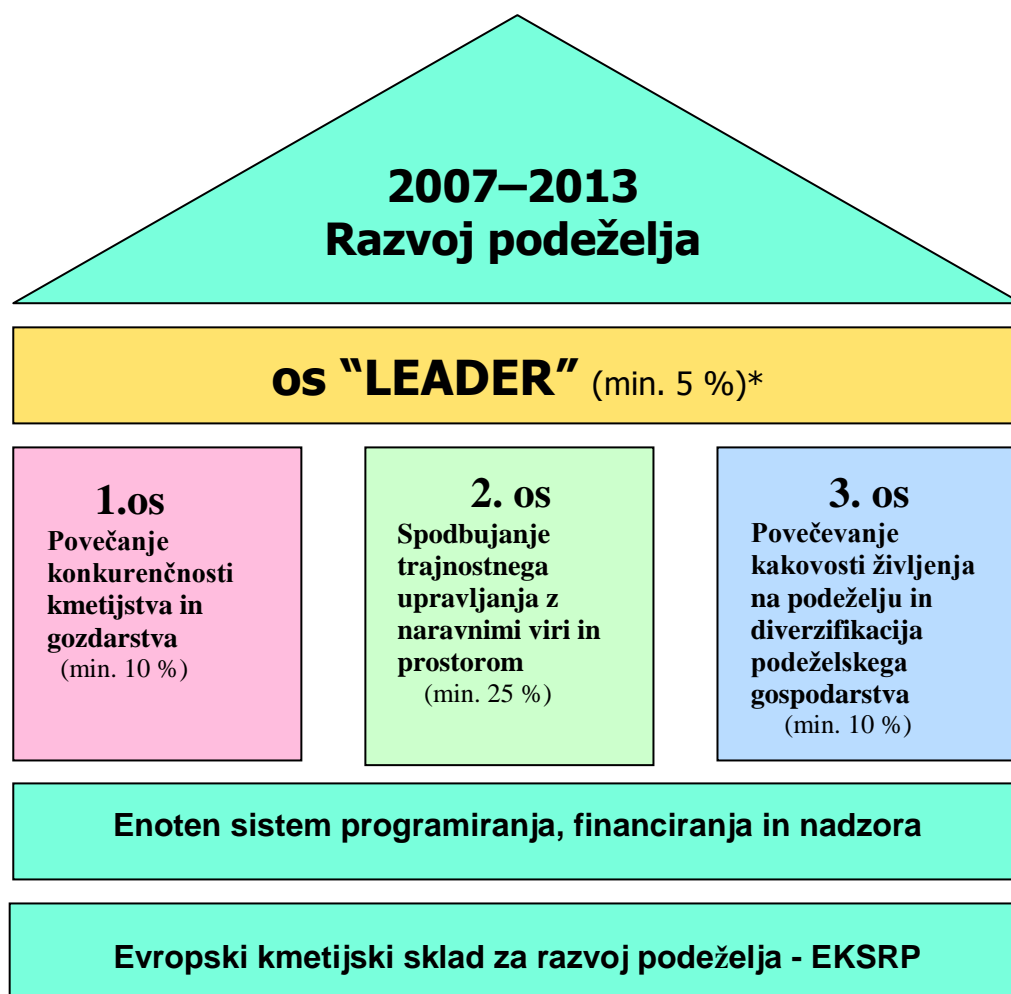 2007–2013
Razvoj podeželja
os “LEADER” (min. 5 %)*
1.os
Povečanje
konkurenčnosti
kmetijstva in
gozdarstva
(min. 10 %)
2. os
Spodbujanje
trajnostnega
upravljanja z
naravnimi viri in
prostorom
(min. 25 %)
3. os
Povečevanje
kakovosti življenja
na podeželju in
diverzifikacija
podeželskega
gospodarstva
(min. 10 %)
Enoten sistem programiranja, financiranja in nadzora
Evropski kmetijski sklad za razvoj podeželja - EKSRP